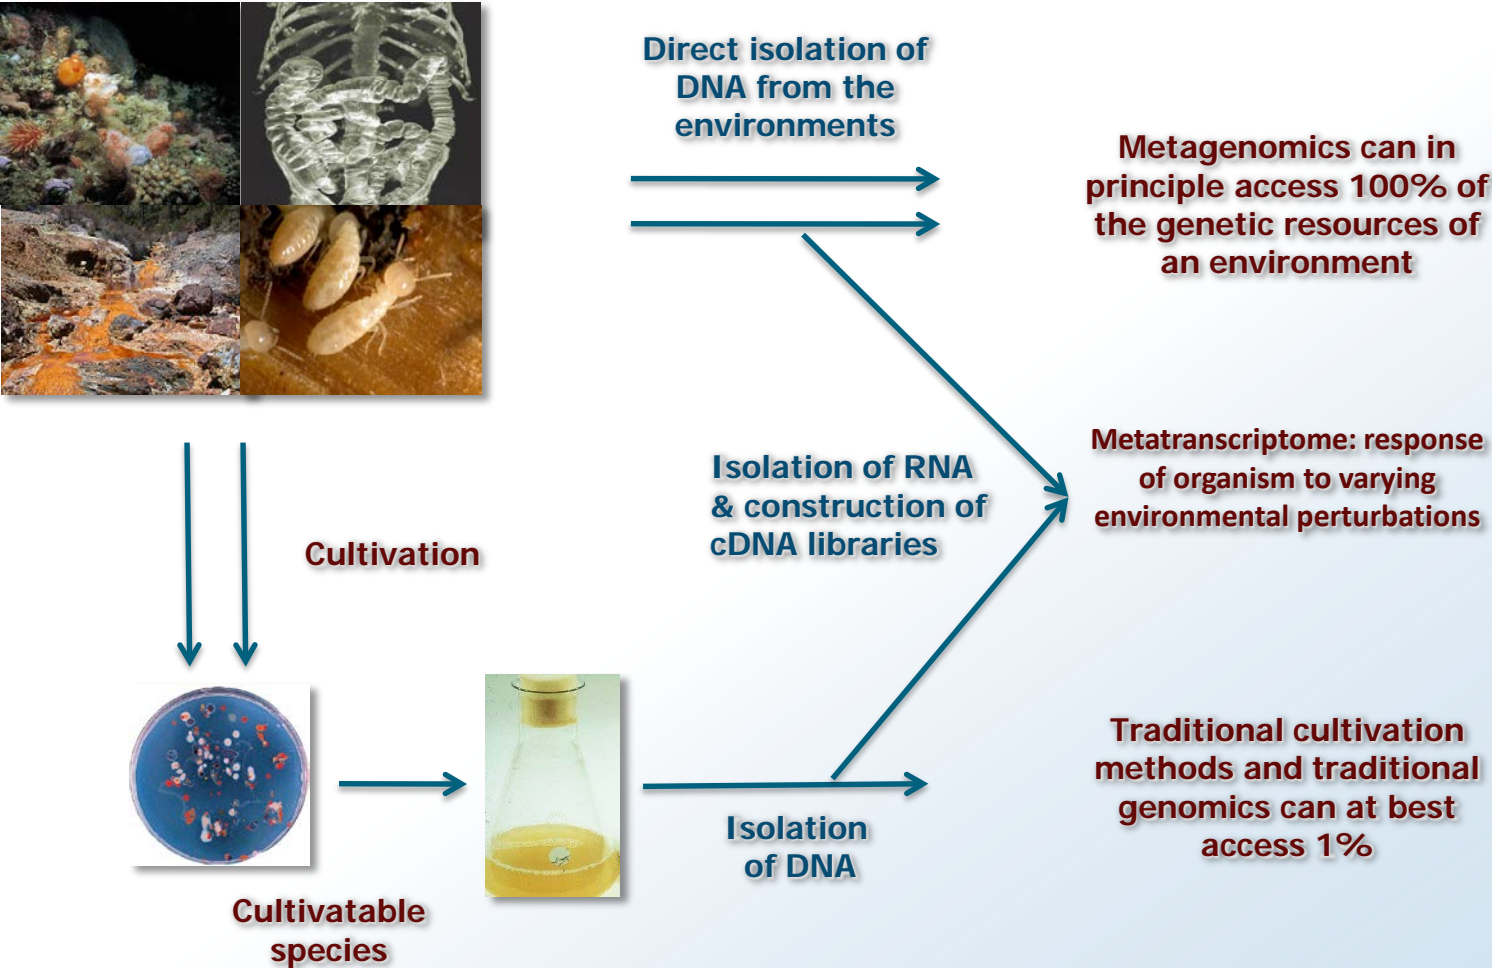 Direct isolation of
DNA from the
environments
Metagenomics can in
principle access 100% of
the genetic resources of
an environment
Isolation of RNA
& construction of
cDNA libraries
Metatranscriptome: response
of organism to varying
environmental perturbations
Cultivation
Isolation
of DNA
Traditional cultivation
methods and traditional
genomics can at best
access 1%
Cultivatable
species